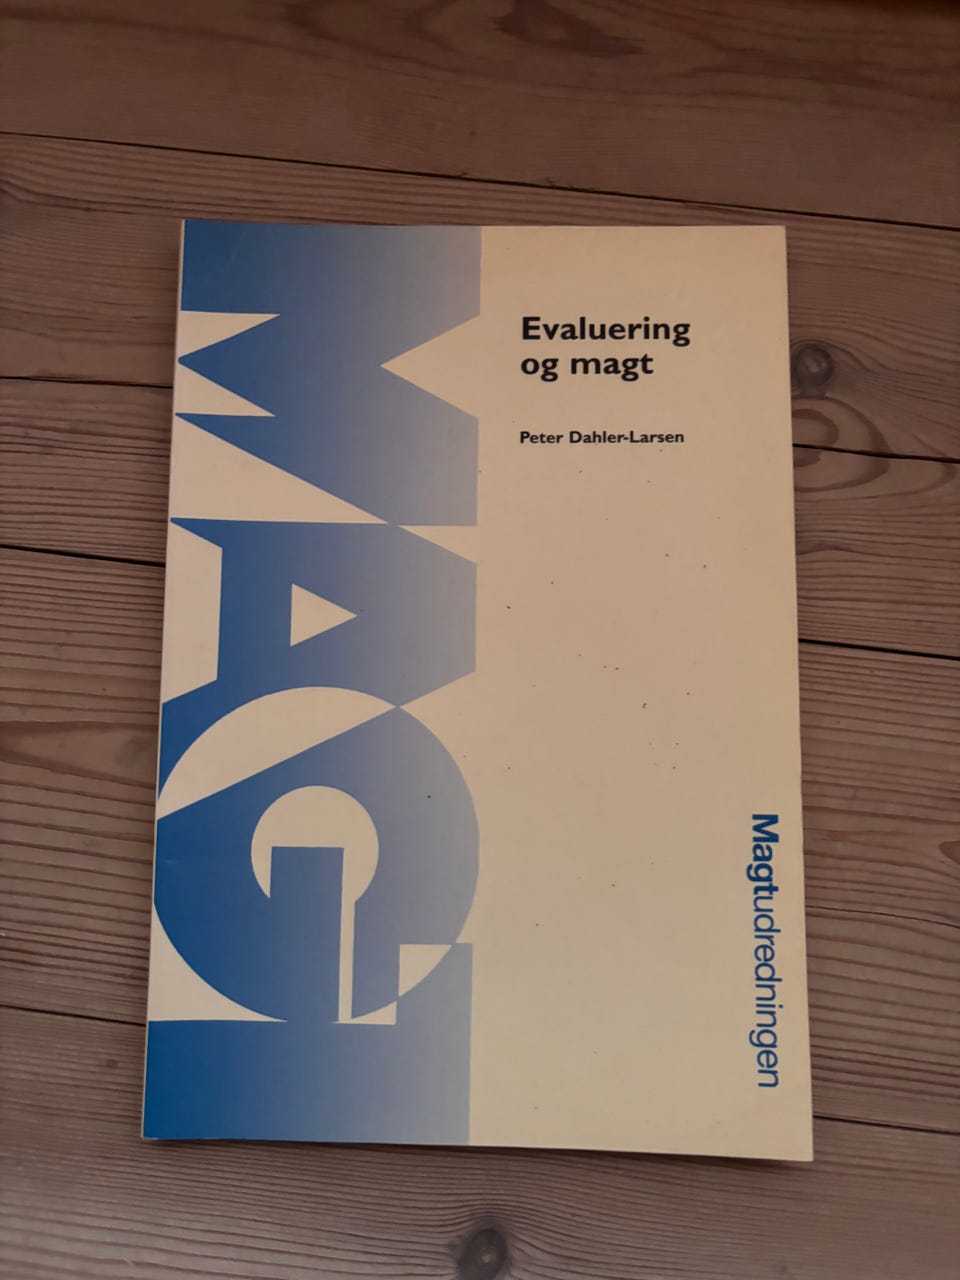 MAGT
Evaluering
og magt
Peter Dahler-Larsen
Magtudredningen